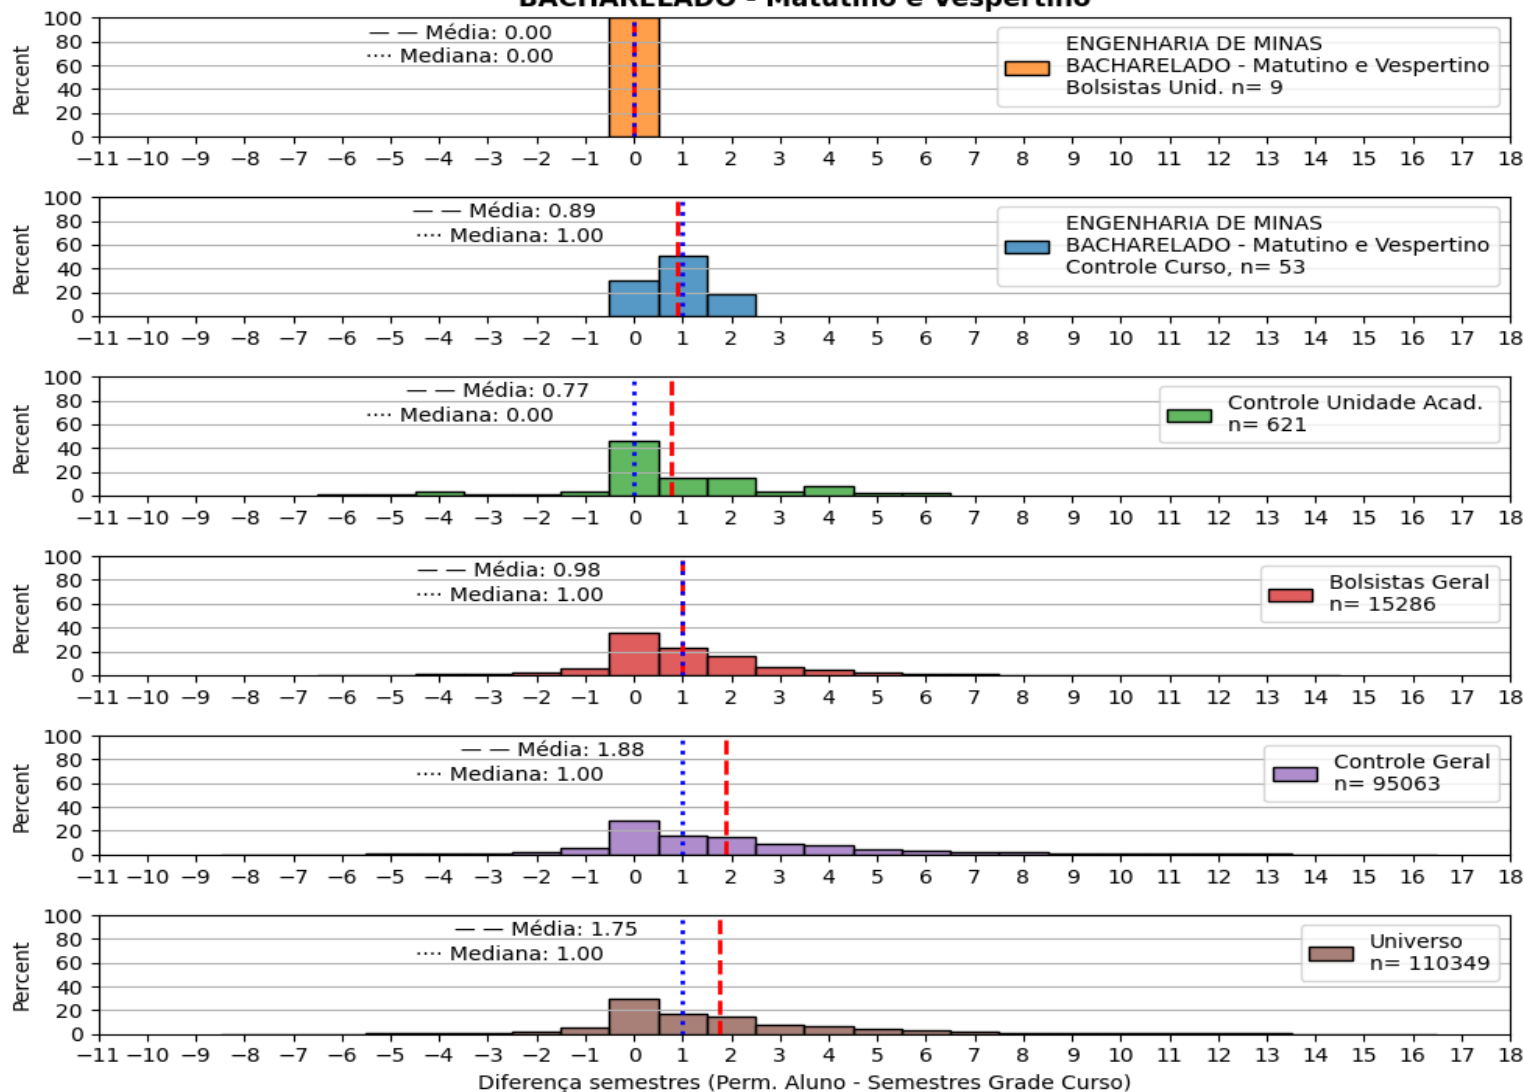 BACHARELADO - Matutino e Vespertino
Percent
100
80
60
40
20
0
— — Média: 0.00
···· Mediana: 0.00
ENGENHARIA DE MINAS
BACHARELADO - Matutino e Vespertino
Bolsistas Unid. n= 9
−11 −10 −9 −8 −7 −6 −5 −4 −3 −2 −1 0 1 2 3 4 5 6 7 8 9 10 11 12 13 14 15 16 17 18
Percent
100
80
60
40
20
0
— — Média: 0.89
···· Mediana: 1.00
ENGENHARIA DE MINAS
BACHARELADO - Matutino e Vespertino
Controle Curso, n= 53
−11 −10 −9 −8 −7 −6 −5 −4 −3 −2 −1 0 1 2 3 4 5 6 7 8 9 10 11 12 13 14 15 16 17 18
Percent
100
80
60
40
20
0
— — Média: 0.77
···· Mediana: 0.00
Controle Unidade Acad.
n= 621
−11 −10 −9 −8 −7 −6 −5 −4 −3 −2 −1 0 1 2 3 4 5 6 7 8 9 10 11 12 13 14 15 16 17 18
Percent
100
80
60
40
20
0
— — Média: 0.98
···· Mediana: 1.00
Bolsistas Geral
n= 15286
−11 −10 −9 −8 −7 −6 −5 −4 −3 −2 −1 0 1 2 3 4 5 6 7 8 9 10 11 12 13 14 15 16 17 18
Percent
100
80
60
40
20
0
— — Média: 1.88
···· Mediana: 1.00
Controle Geral
n= 95063
−11 −10 −9 −8 −7 −6 −5 −4 −3 −2 −1 0 1 2 3 4 5 6 7 8 9 10 11 12 13 14 15 16 17 18
Percent
100
80
60
40
20
0
— — Média: 1.75
···· Mediana: 1.00
Universo
n= 110349
−11 −10 −9 −8 −7 −6 −5 −4 −3 −2 −1 0 1 2 3 4 5 6 7 8 9 10 11 12 13 14 15 16 17 18
Diferença semestres (Perm. Aluno - Semestres Grade Curso)